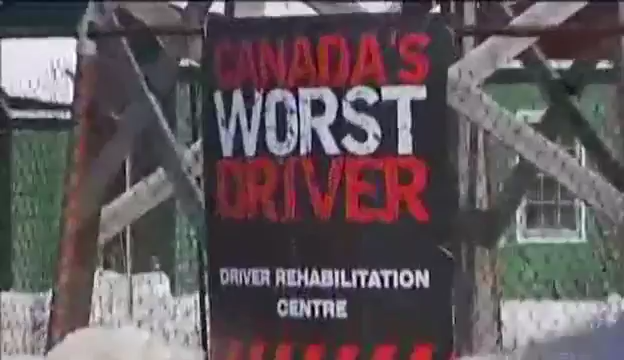 CANADA'S
WORST
DRIVER
DRIVER REHABILITATION
CENTRE